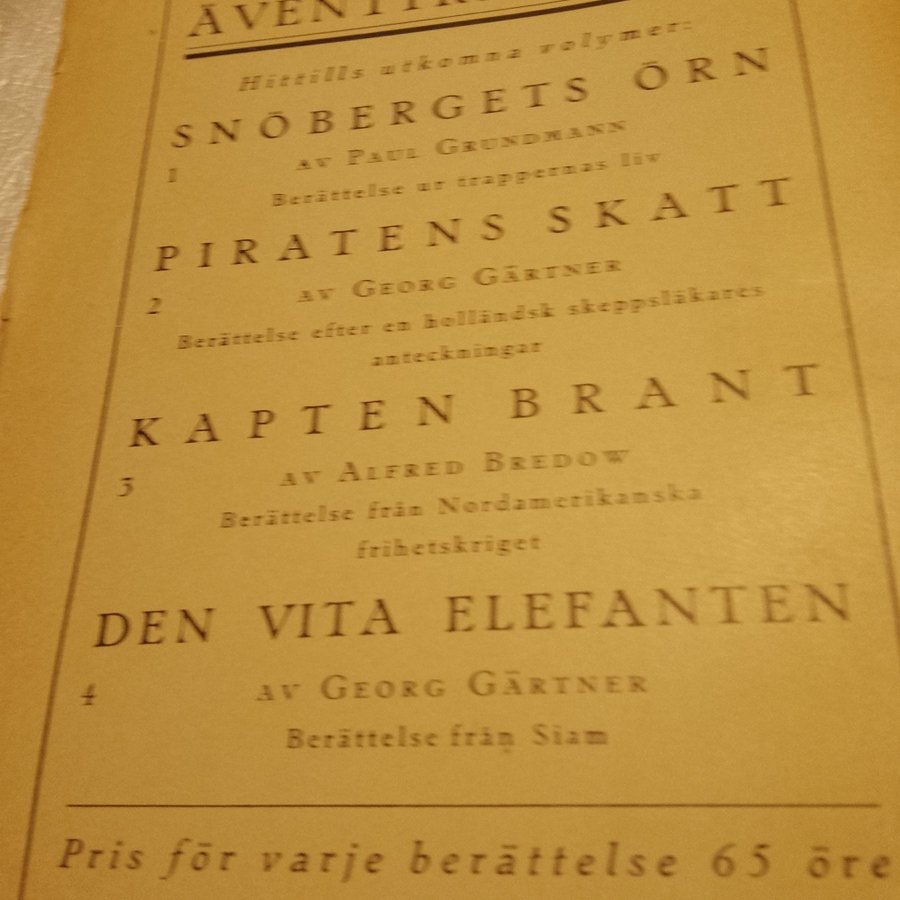 Hittills utkomna volymer:
SNÖBERGETS ÖRN
1 AV PAUL GRUNDMANN
Berättelse ur trappernas liv
PIRATENS SKATT
2 AV GEORG GÄRTNER
Berättelse efter en holländsk skeppsläkares
anteckningar
KAPTEN BRANT
3 AV ALFRED BREDOW
Berättelse från Nordamerikanska
frihetskriget
DEN VITA ELEFANTEN
4 AV GEORG GÄRTNER
Berättelse från Siam
Pris för varje berättelse 65 öre